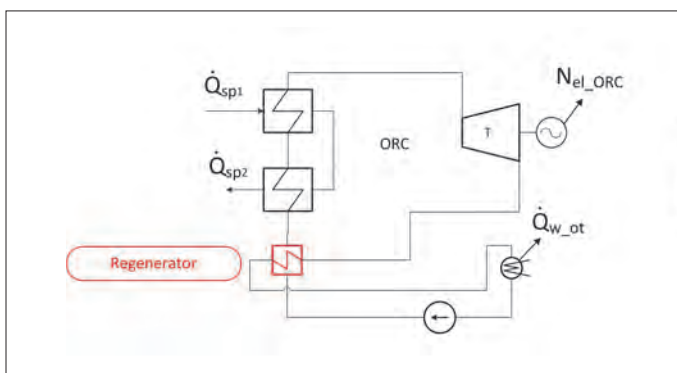 N el_ORC
Q̇ sp1
T
ORC
Q̇ sp2
Q̇ w_ot
Regenerator